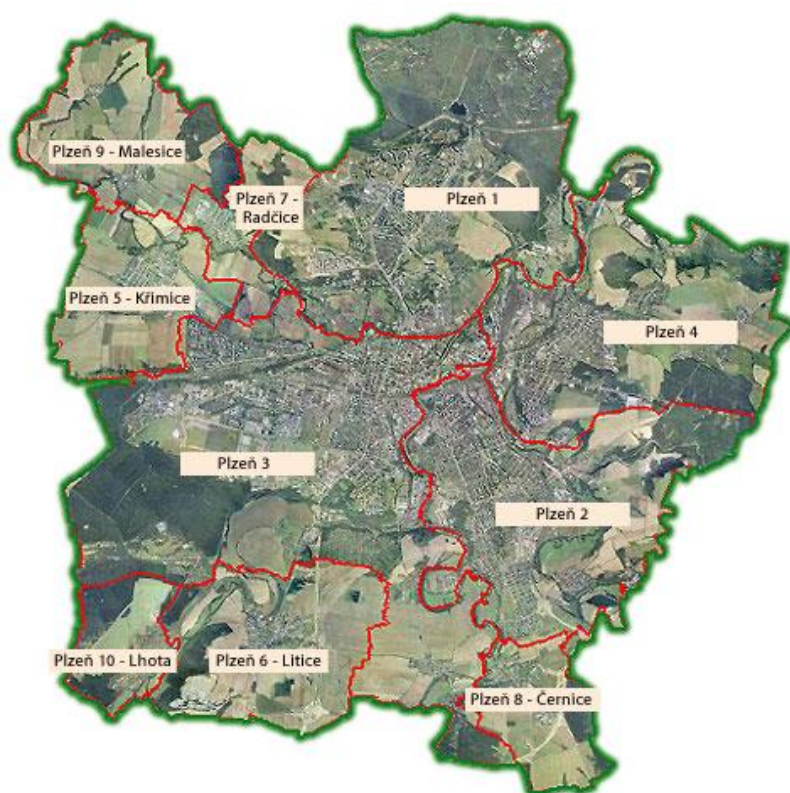 Plzeň 9 - Malesice
Plzeň 7 -
Radčice
Plzeň 1
Plzeň 5 - Křimice
Plzeň 4
Plzeň 3
Plzeň 2
Plzeň 10 - Lhota
Plzeň 6 - Litice
Plzeň 8 - Černice